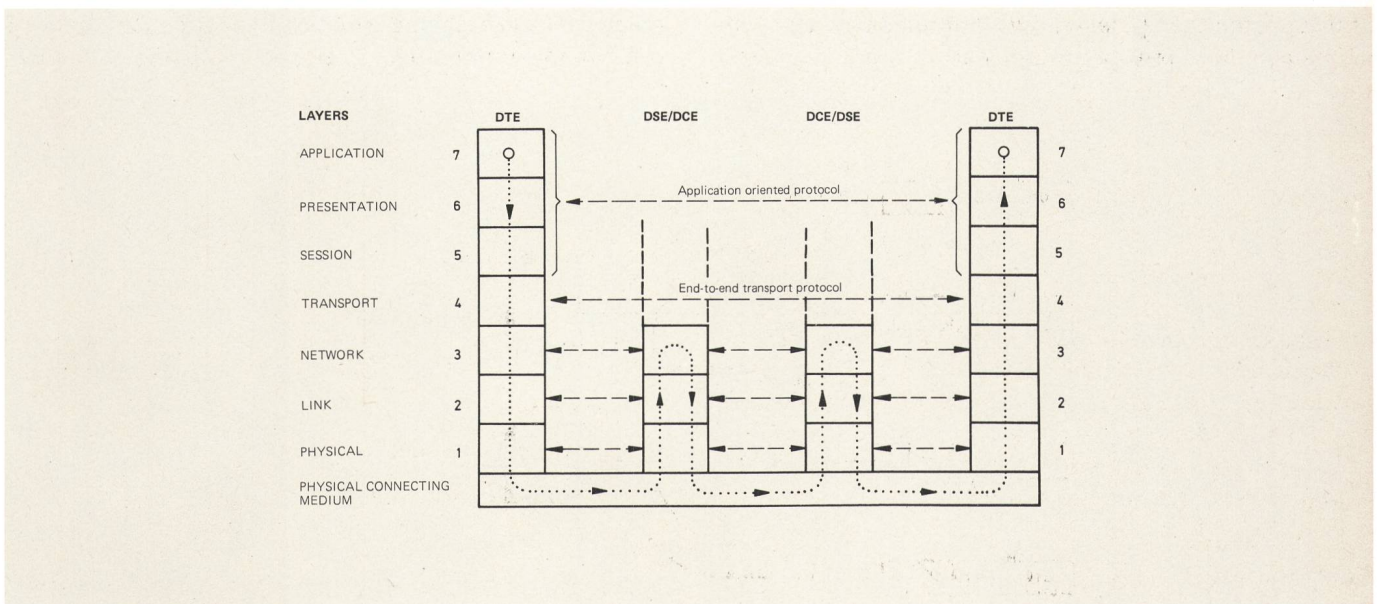 LAYERS DTE DSE/DCE DCE/DSE DTE
APPLICATION 7 7
Application oriented protocol
PRESENTATION 6 6
SESSION 5 5
End-to-end transport protocol
TRANSPORT 4 4
NETWORK 3 3
LINK 2 2
PHYSICAL 1 1
PHYSICAL CONNECTING
MEDIUM